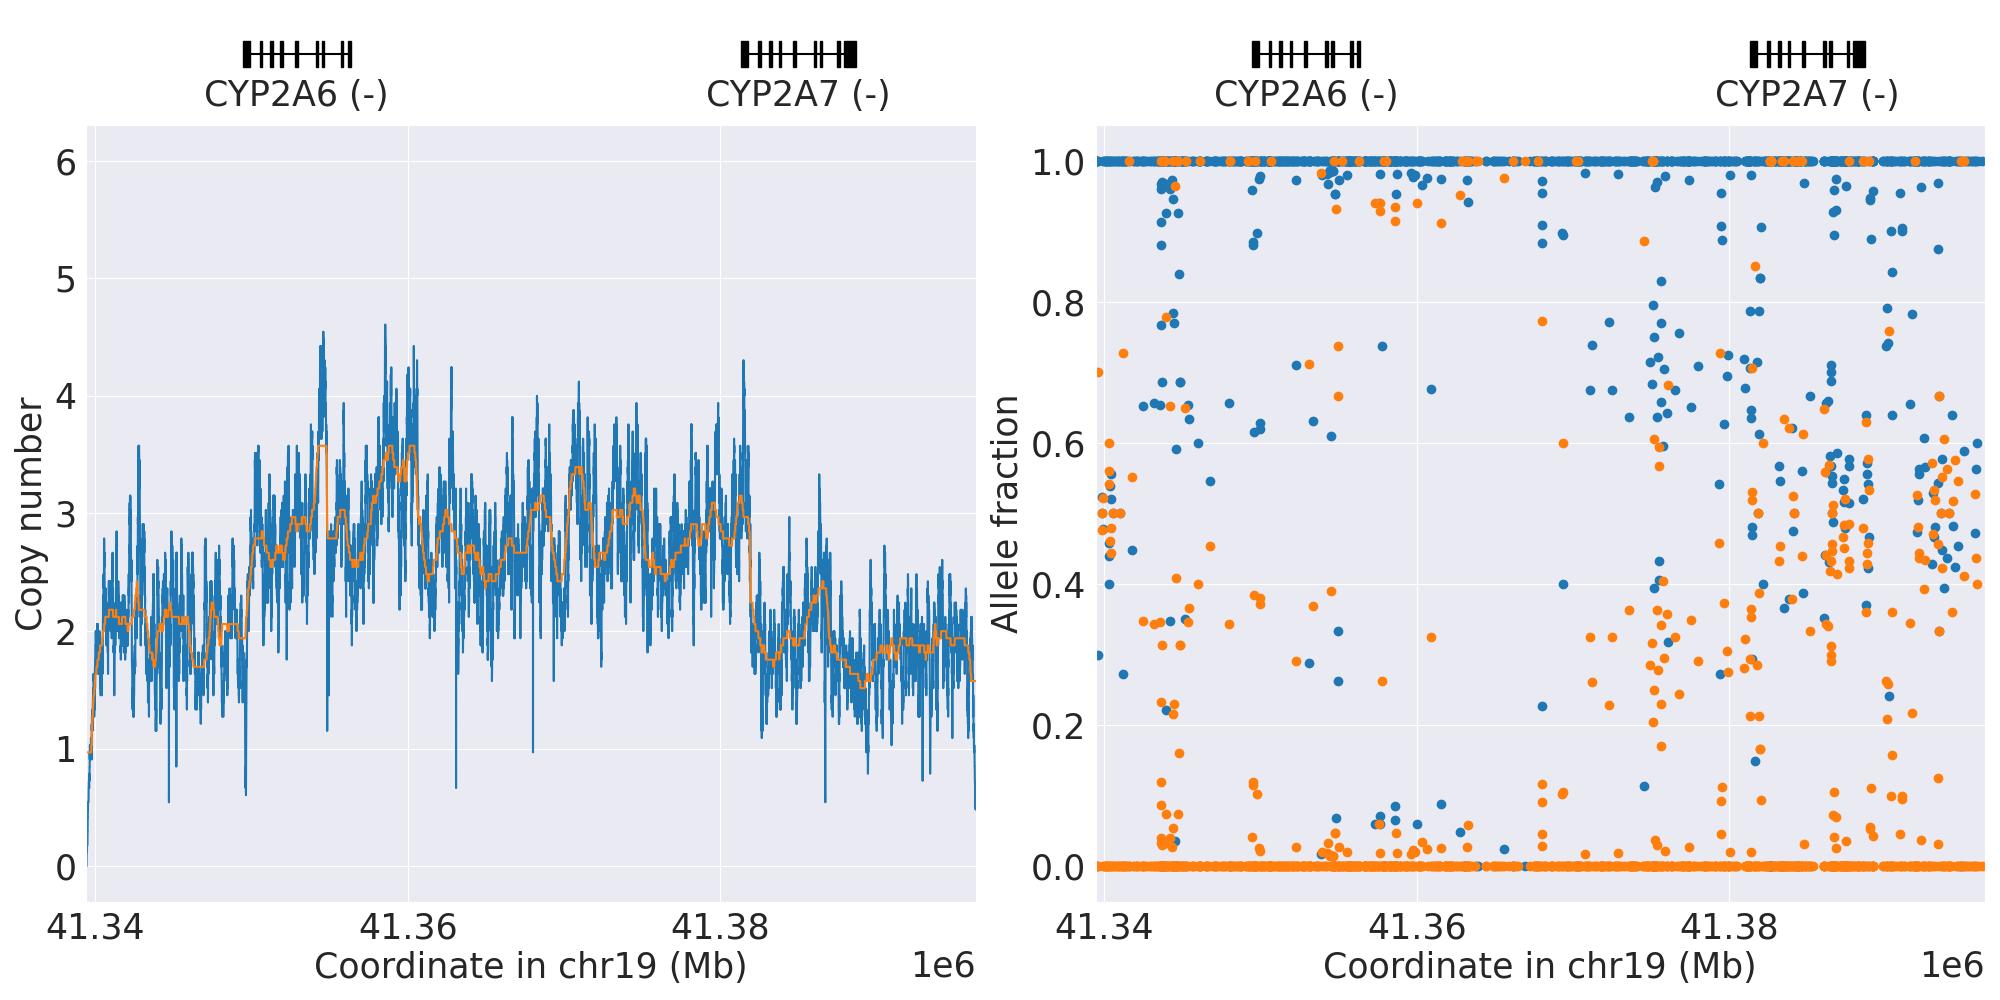 CYP2A6 (-)
CYP2A7 (-)
CYP2A6 (-)
CYP2A7 (-)
6
5
4
3
2
1
0
Copy number
41.34
41.36
41.38
Coordinate in chr19 (Mb)
1e6
1.0
0.8
0.6
0.4
0.2
0.0
Allele fraction
41.34
41.36
41.38
Coordinate in chr19 (Mb)
1e6